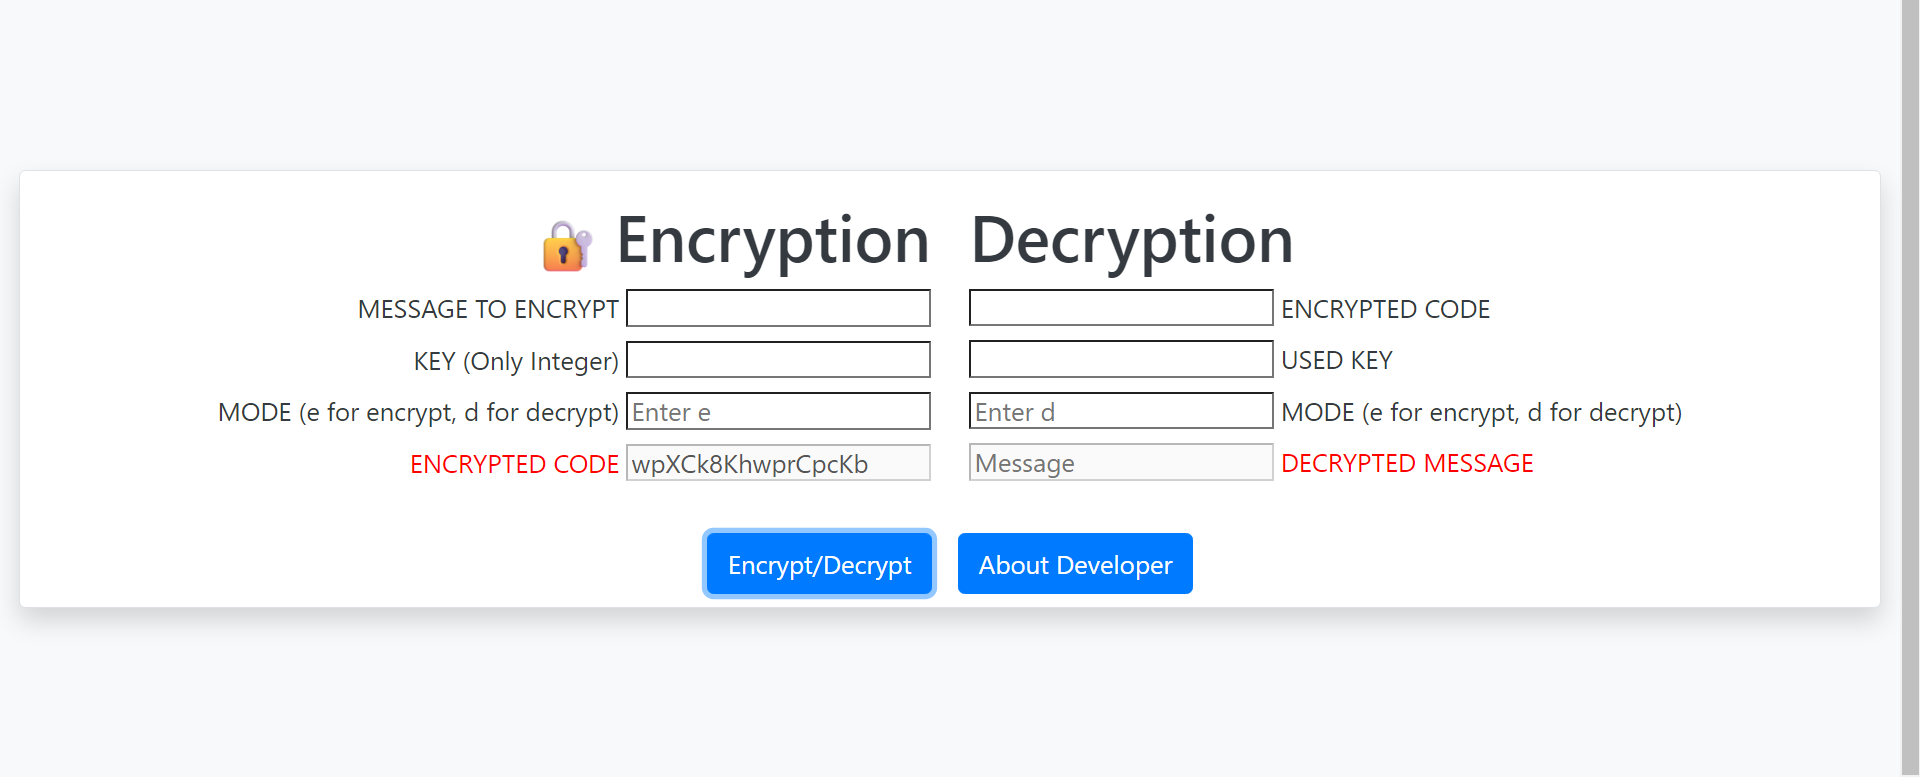 Encryption Decryption
MESSAGE TO ENCRYPT ENCRYPTED CODE
KEY (Only Integer) USED KEY
MODE (e for encrypt, d for decrypt) Enter e Enter d MODE (e for encrypt, d for decrypt)
ENCRYPTED CODE wpXCk8KhwprCpcKb Message DECRYPTED MESSAGE
Encrypt/Decrypt About Developer